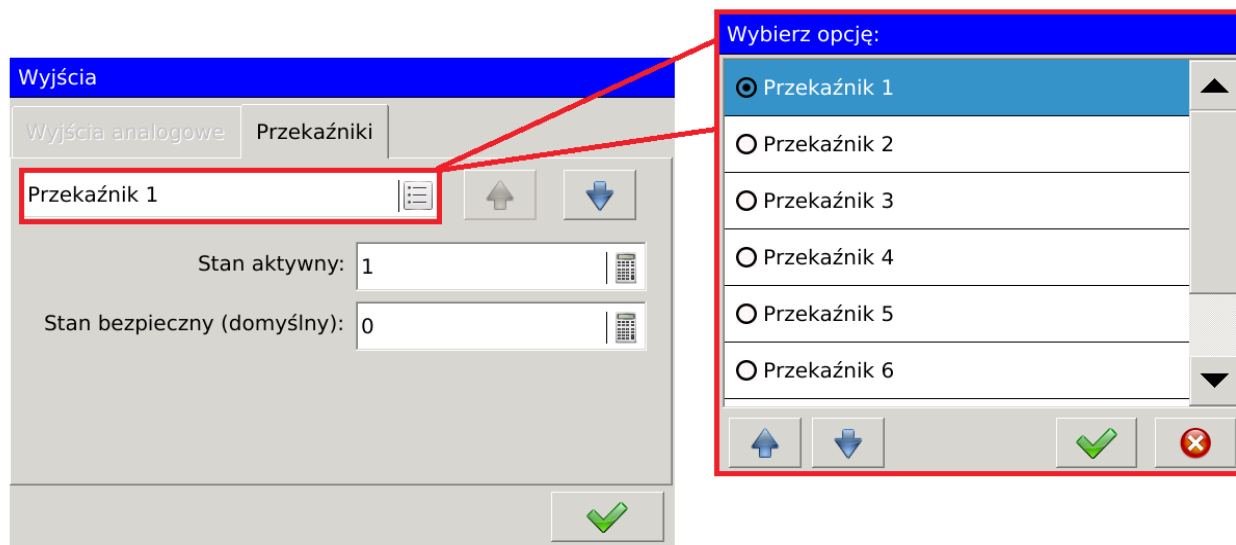 Wyjścia
Wyjścia analogowe
Przekaźniki
Przekaźnik 1
Stan aktywny: 1
Stan bezpieczny (domyślny): 0
Wybierz opcję:
Przekaźnik 1
Przekaźnik 2
Przekaźnik 3
Przekaźnik 4
Przekaźnik 5
Przekaźnik 6